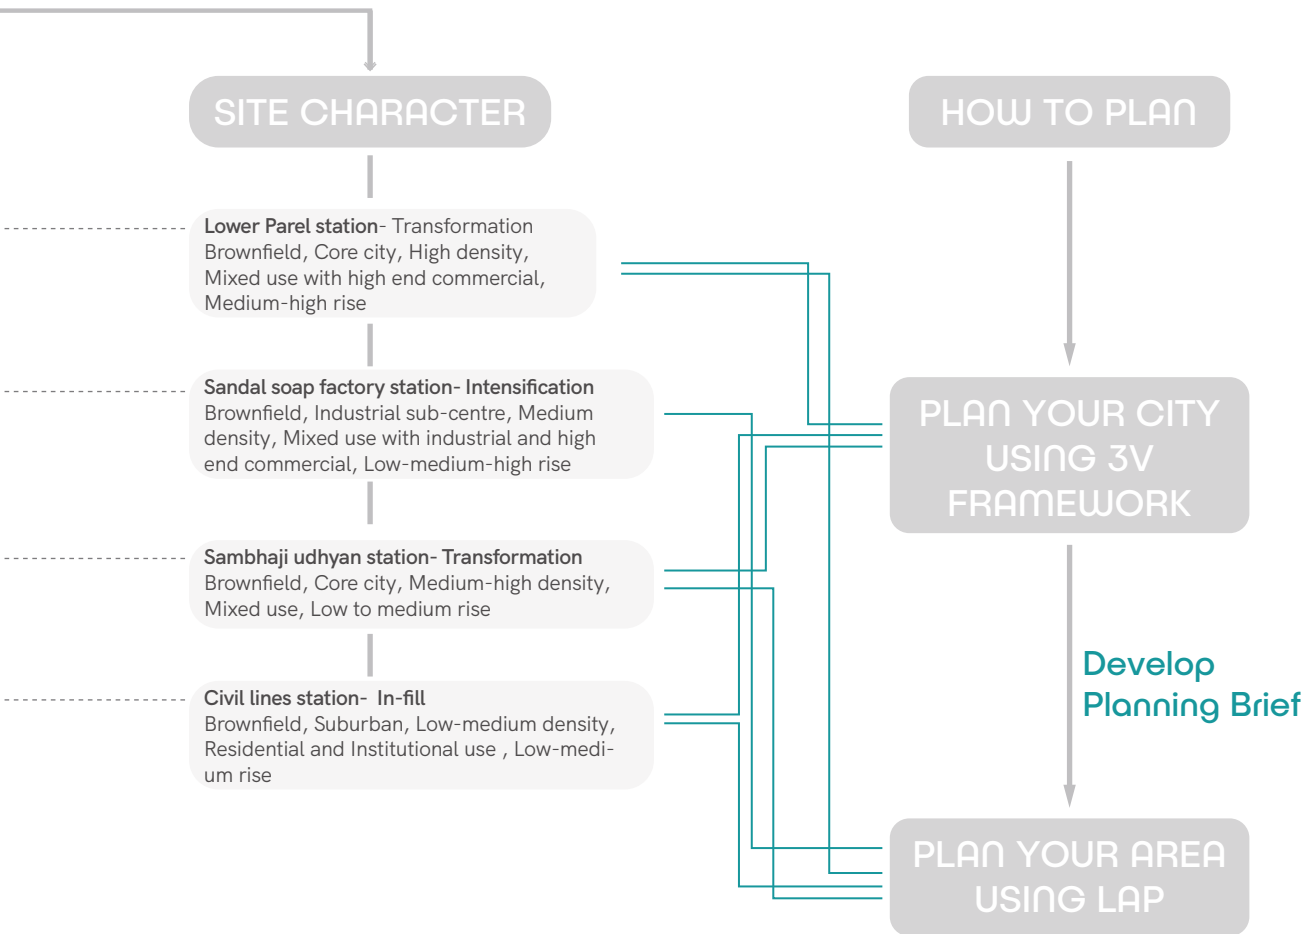 SITE CHARACTER
Lower Parel station- Transformation
Brownfield, Core city, High density,
Mixed use with high end commercial,
Medium-high rise
Sandal soap factory station- Intensification
Brownfield, Industrial sub-centre, Medium
density, Mixed use with industrial and high
end commercial, Low-medium-high rise
Sambhaji udhyan station- Transformation
Brownfield, Core city, Medium-high density,
Mixed use, Low to medium rise
Civil lines station-  In-fill
Brownfield, Suburban, Low-medium density,
Residential and Institutional use , Low-medi-
um rise
HOW TO PLAN
PLAN YOUR CITY
USING 3V
FRAMEWORK
Develop
Planning Brief
PLAN YOUR AREA
USING LAP